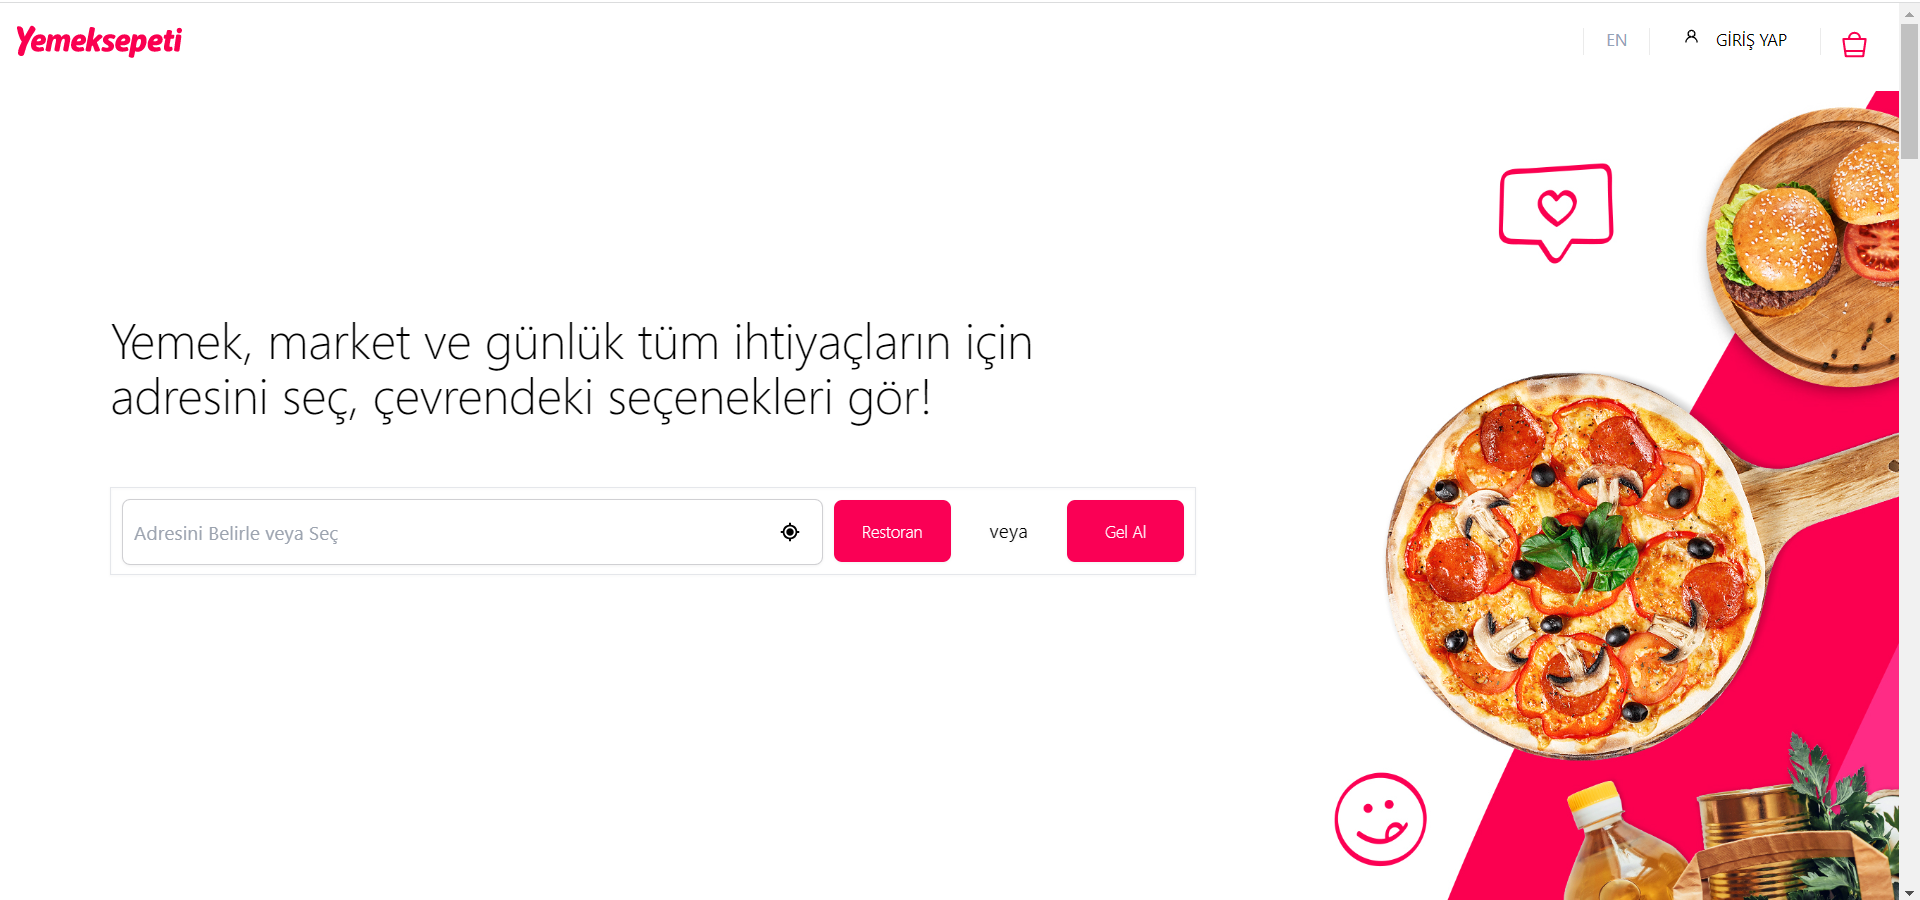 Yemeksepeti
EN
GİRİŞ YAP
Yemek, market ve günlük tüm ihtiyaçların için
adresini seç, çevrendeki seçenekleri gör!
Adresini Belirle veya Seç
Restoran
veya
Gel Al